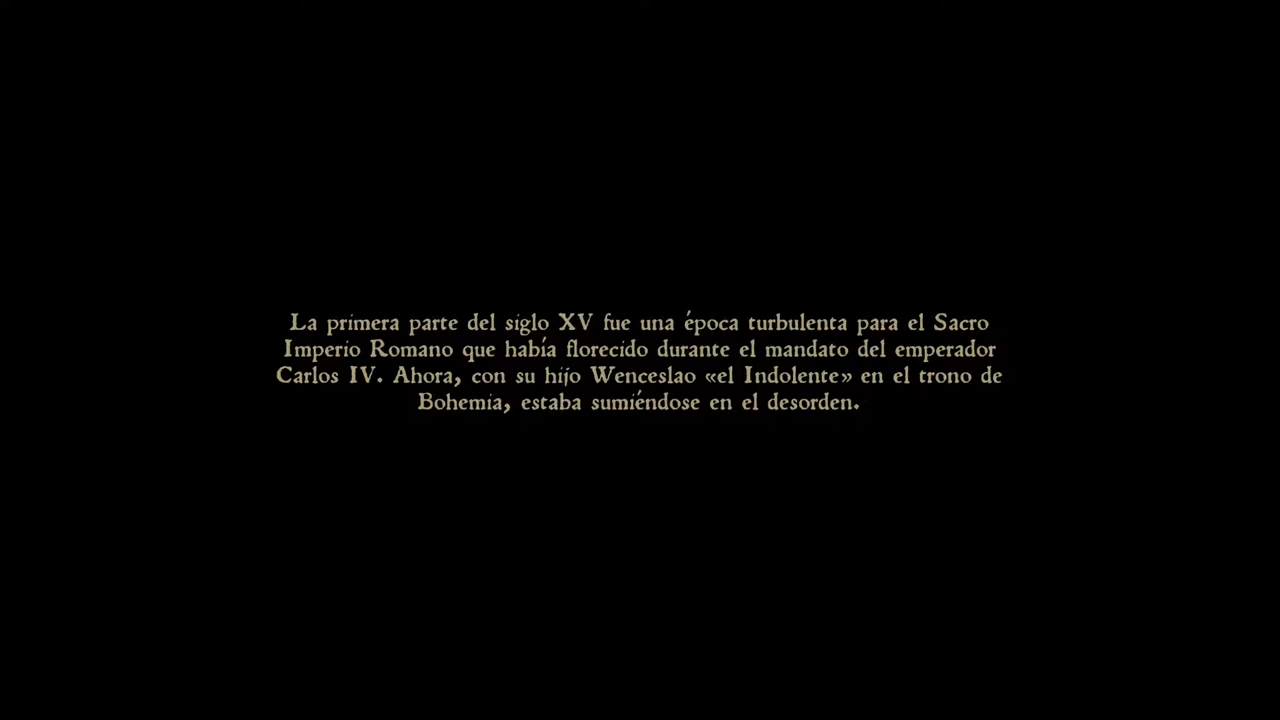 La primera parte del siglo XV fue una época turbulenta para el Sacro
Imperio Romano que había florecido durante el mandato del emperador
Carlos IV. Ahora, con su hijo Wenceslao «el Indolente» en el trono de
Bohemia, estaba sumiéndose en el desorden.